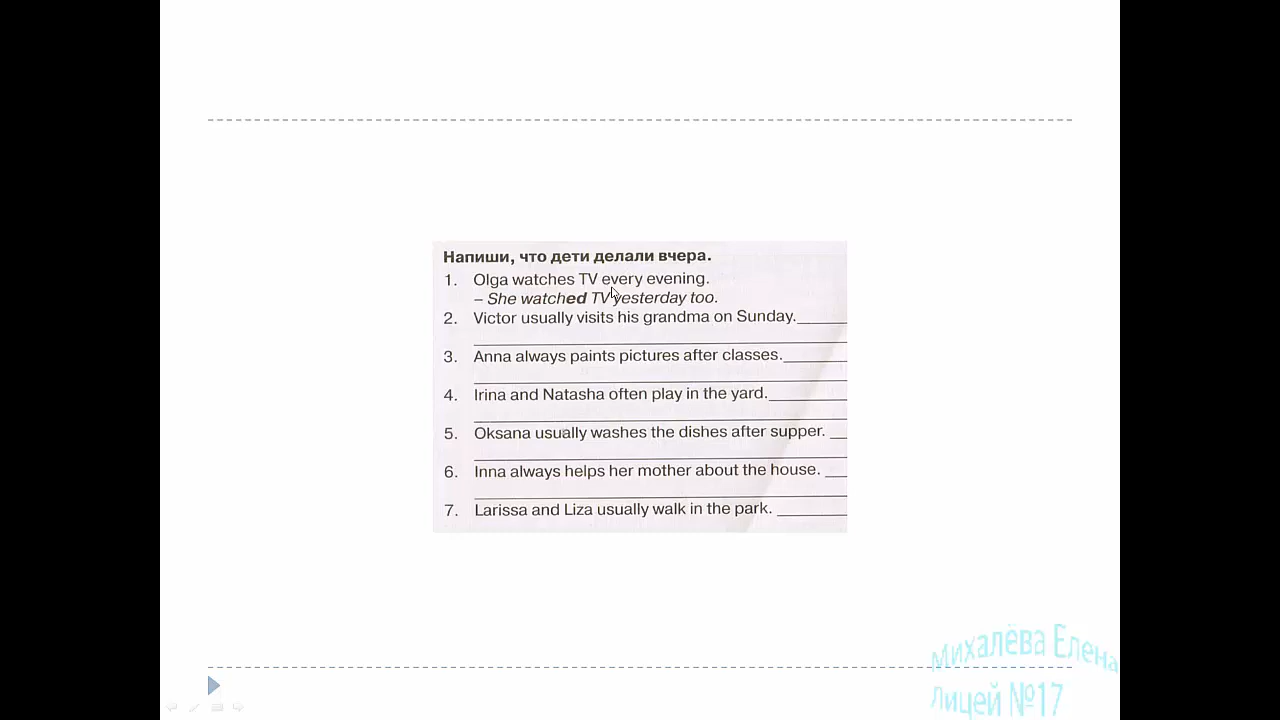 Напиши, что дети делали вчера.
1. Olga watches TV every evening.
– She watched TV yesterday too.
2. Victor usually visits his grandma on Sunday.
3. Anna always paints pictures after classes.
4. Irina and Natasha often play in the yard.
5. Oksana usually washes the dishes after supper.
6. Inna always helps her mother about the house.
7. Larissa and Liza usually walk in the park.
Михалёва Елена
Лицей №17